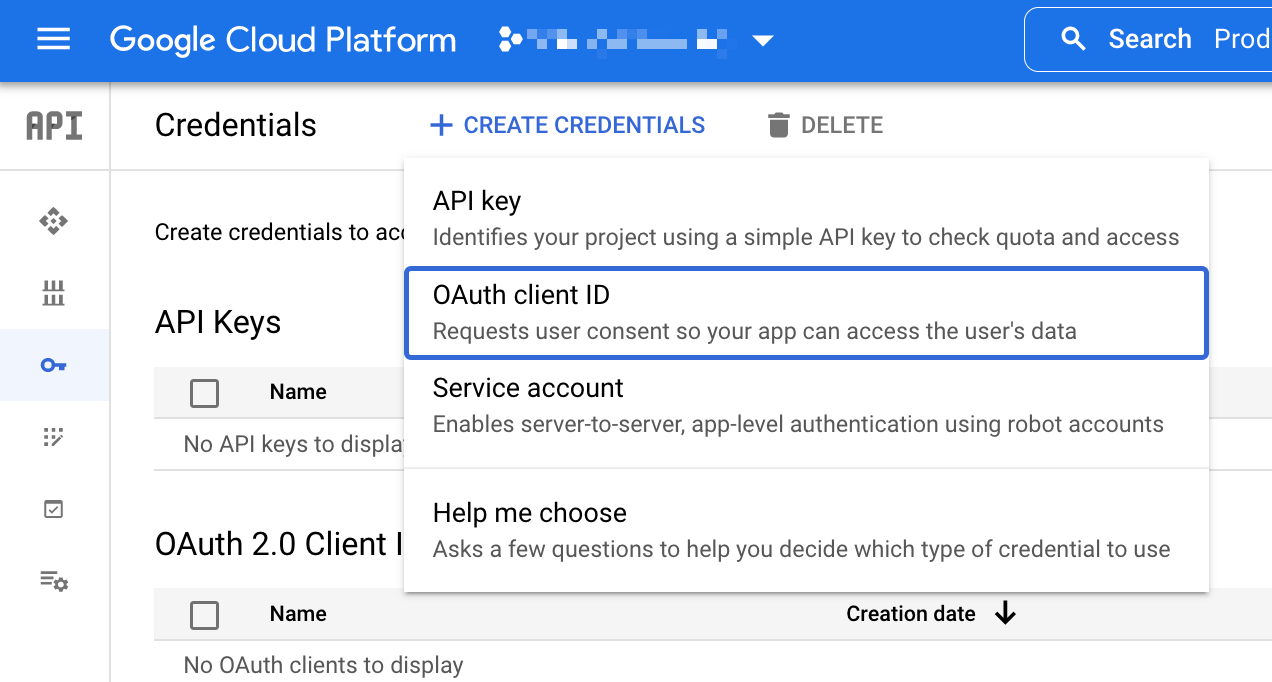 Google Cloud Platform
Search Prod
API
Credentials
CREATE CREDENTIALS
DELETE
Create credentials to acc
API key
Identifies your project using a simple API key to check quota and access
OAuth client ID
Requests user consent so your app can access the user's data
Service account
Enables server-to-server, app-level authentication using robot accounts
Help me choose
Asks a few questions to help you decide which type of credential to use
API Keys
Name
No API keys to display
OAuth 2.0 Client I
Name Creation date
No OAuth clients to display